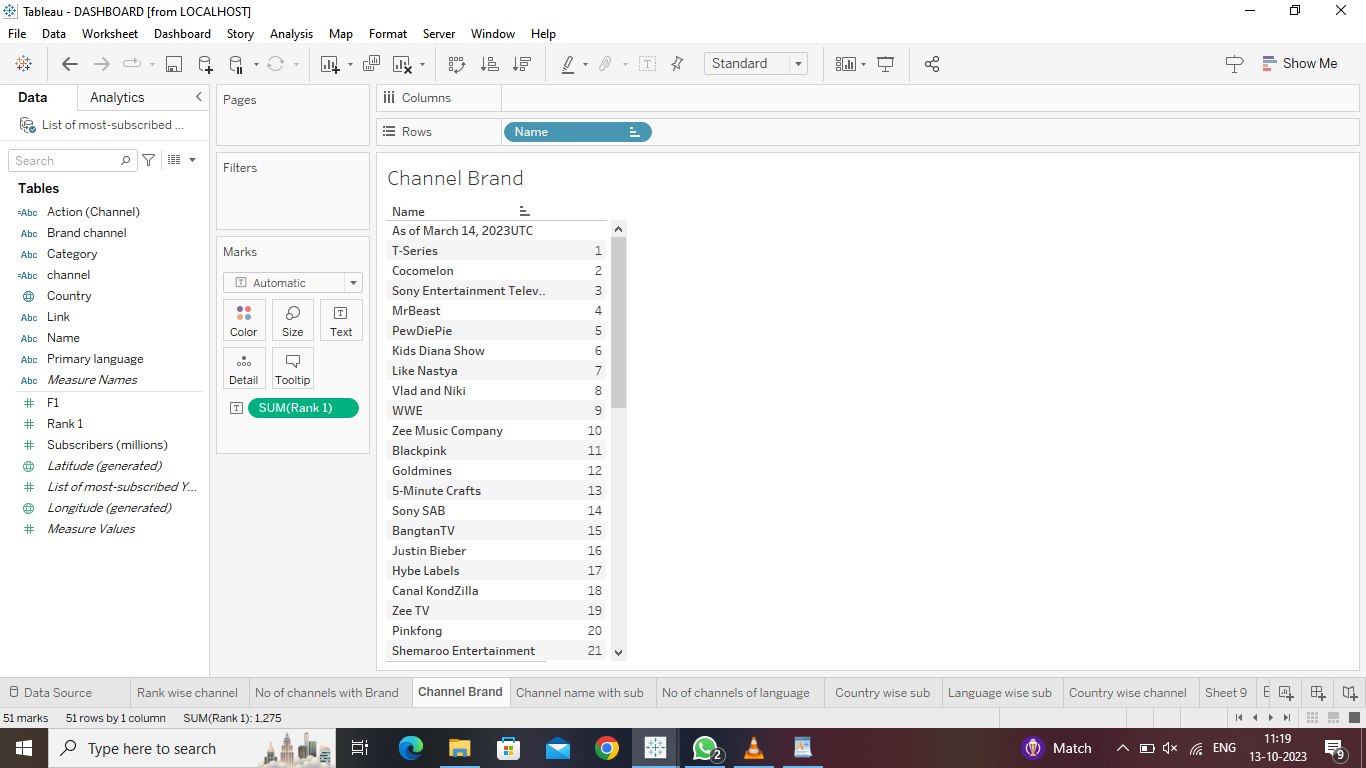 Tableau - DASHBOARD [from LOCALHOST]
File Data Worksheet Dashboard Story Analysis Map Format Server Window Help
Standard
Show Me
Data Analytics
List of most-subscribed ...
Search
Tables
=Abc Action (Channel)
Abc Brand channel
Abc Category
=Abc channel
Country
Abc Link
Abc Name
Abc Primary language
Abc Measure Names
F1
Rank 1
Subscribers (millions)
Latitude (generated)
List of most-subscribed Y...
Longitude (generated)
Measure Values
Pages
Filters
Marks
T Automatic
Color Size Text
Detail Tooltip
T SUM(Rank 1)
Columns
Rows Name
Channel Brand
Name
As of March 14, 2023UTC
T-Series 1
Cocomelon 2
Sony Entertainment Telev.. 3
MrBeast 4
PewDiePie 5
Kids Diana Show 6
Like Nastya 7
Vlad and Niki 8
WWE 9
Zee Music Company 10
Blackpink 11
Goldmines 12
5-Minute Crafts 13
Sony SAB 14
BangtanTV 15
Justin Bieber 16
Hybe Labels 17
Canal KondZilla 18
Zee TV 19
Pinkfong 20
Shemaroo Entertainment 21
Data Source Rank wise channel No of channels with Brand Channel Brand Channel name with sub No of channels of language Country wise sub Language wise sub Country wise channel Sheet 9
51 marks 51 rows by 1 column SUM(Rank 1): 1,275
Type here to search
2
Match
ENG
11:19
13-10-2023
9